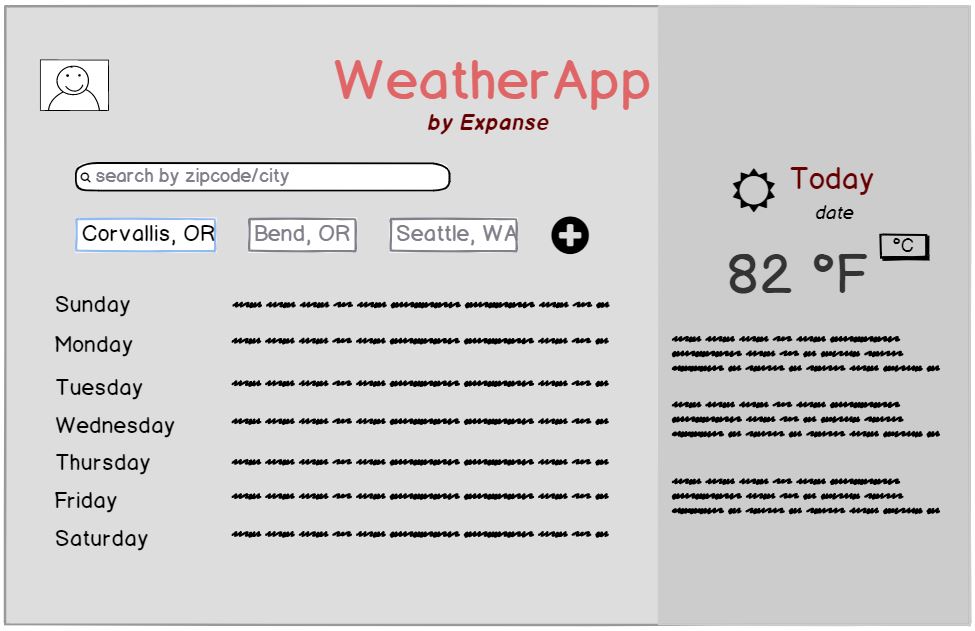 WeatherApp
by Expanse
search by zipcode/city
Corvallis, OR
Bend, OR
Seattle, WA
Sunday
Monday
Tuesday
Wednesday
Thursday
Friday
Saturday
Today
date
°C
82 °F